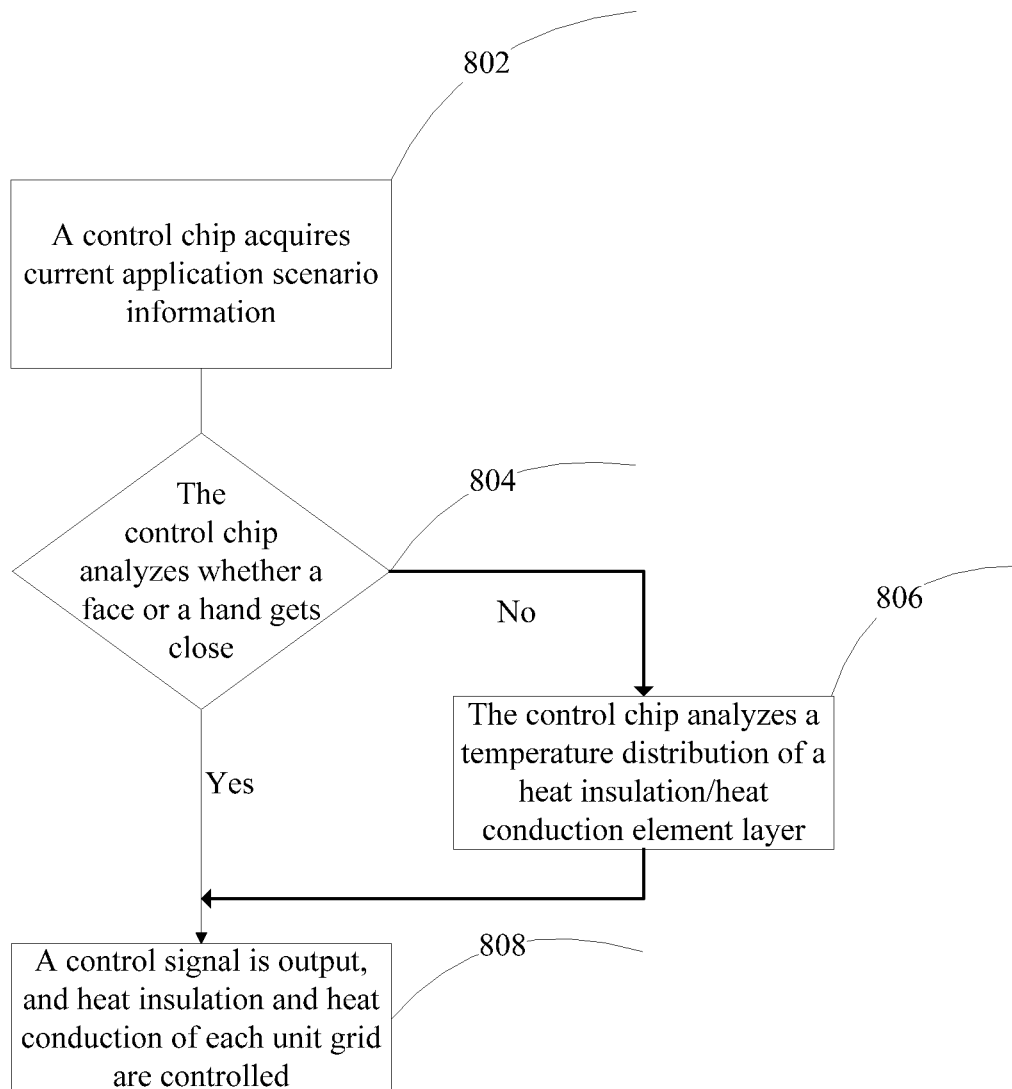 802
A control chip acquires
current application scenario
information
804
The
control chip
analyzes whether a
face or a hand gets
close
No
806
The control chip analyzes a
temperature distribution of a
heat insulation/heat
conduction element layer
Yes
808
A control signal is output,
and heat insulation and heat
conduction of each unit grid
are controlled